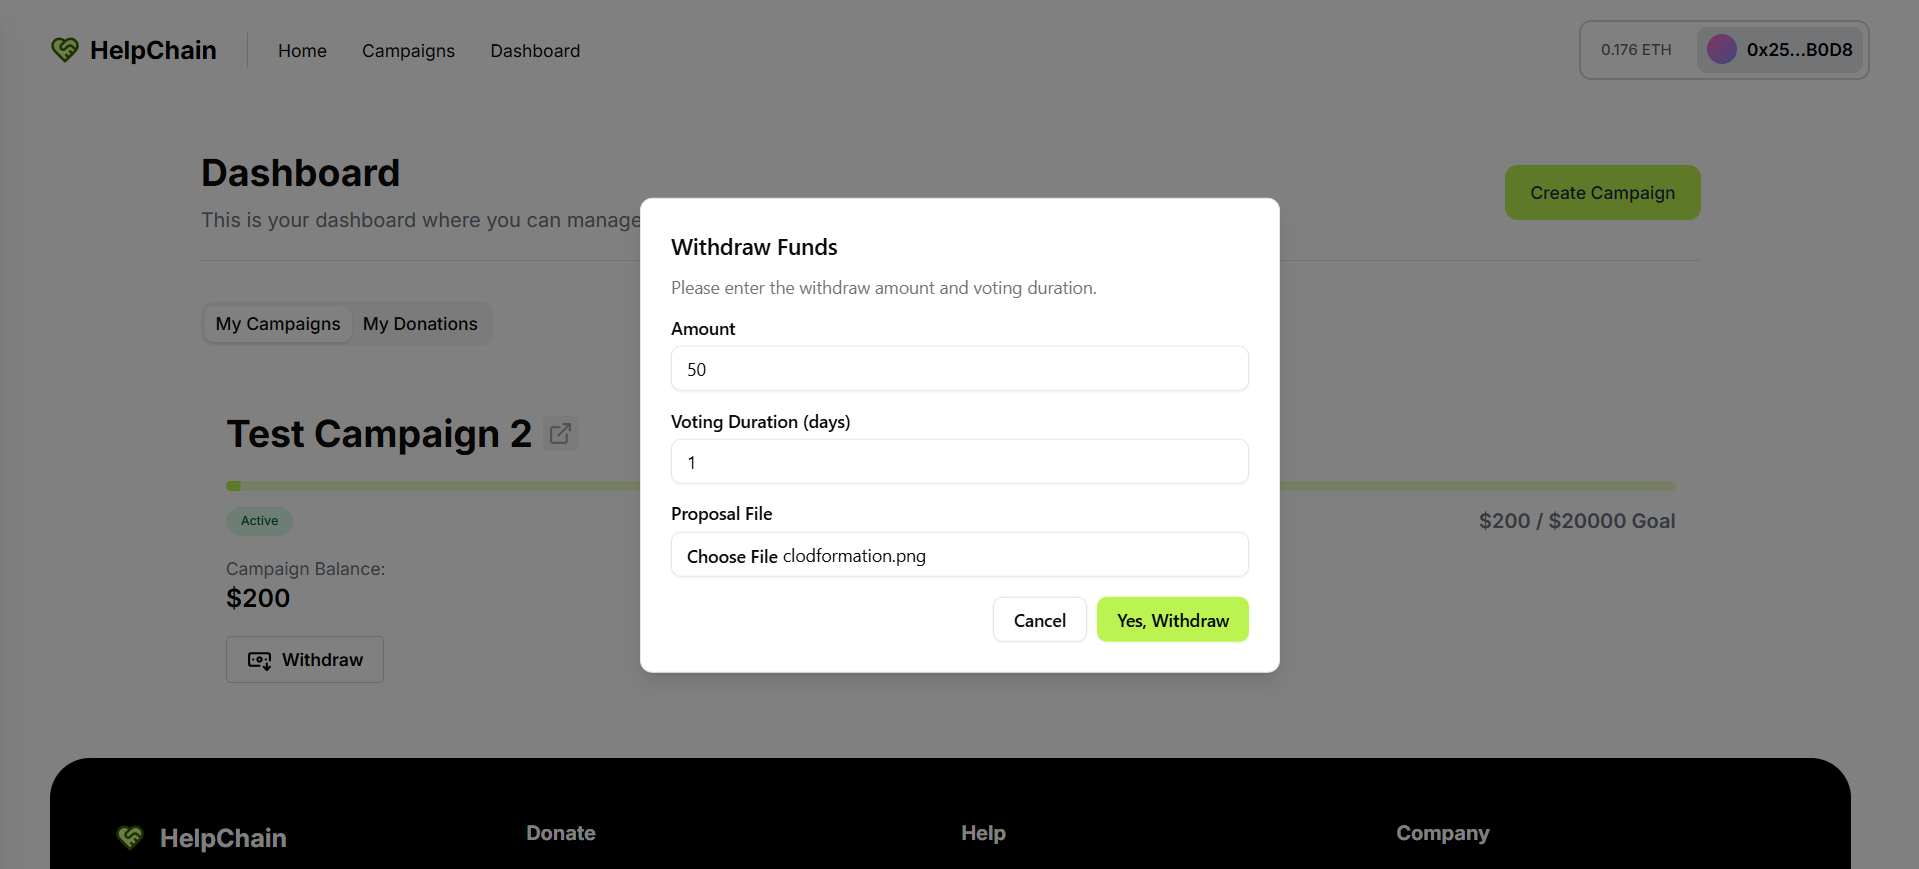 HelpChain
Home
Campaigns
Dashboard
0.176 ETH
0x25...B0D8
Dashboard
This is your dashboard where you can manage
Create Campaign
My Campaigns
My Donations
Test Campaign 2
Active
$200 / $20000 Goal
Campaign Balance:
$200
Withdraw
Withdraw Funds
Please enter the withdraw amount and voting duration.
Amount
50
Voting Duration (days)
1
Proposal File
Choose File clodformation.png
Cancel
Yes, Withdraw
HelpChain
Donate
Help
Company